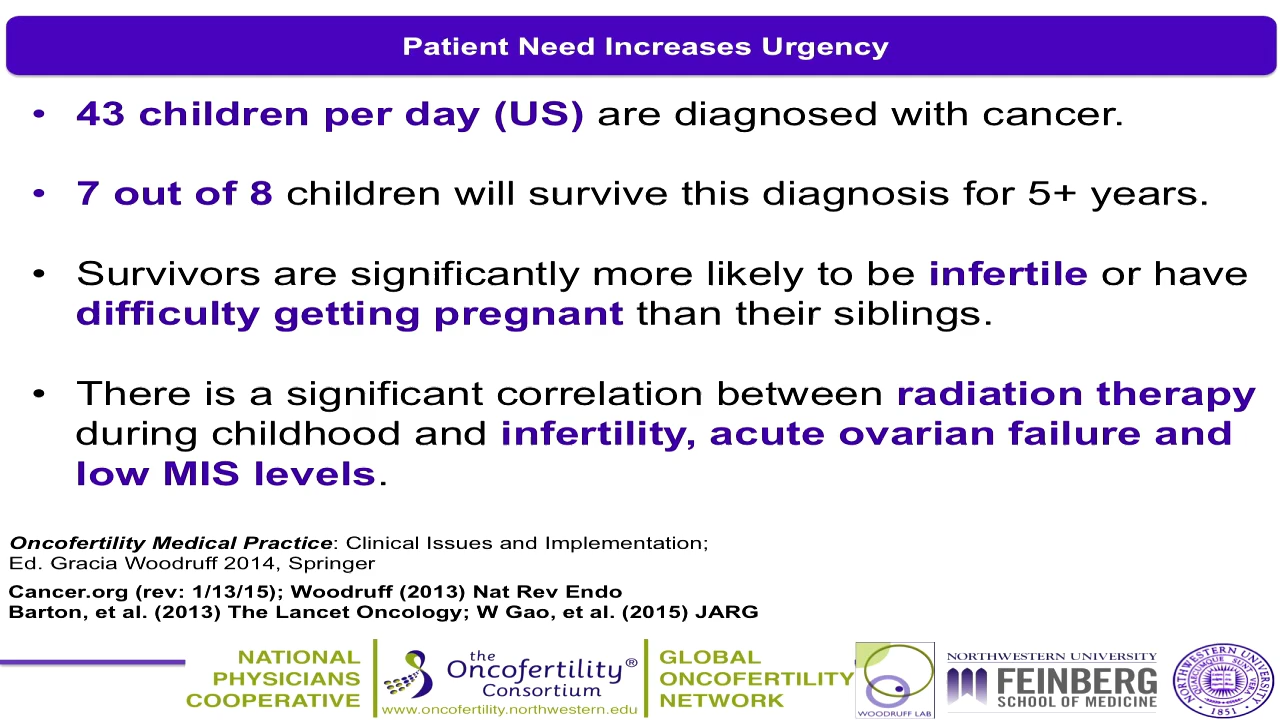 Patient Need Increases Urgency
• 43 children per day (US) are diagnosed with cancer.
• 7 out of 8 children will survive this diagnosis for 5+ years.
• Survivors are significantly more likely to be infertile or have
difficulty getting pregnant than their siblings.
• There is a significant correlation between radiation therapy
during childhood and infertility, acute ovarian failure and
low MIS levels.
Oncofertility Medical Practice: Clinical Issues and Implementation;
Ed. Gracia Woodruff 2014, Springer
Cancer.org (rev: 1/13/15); Woodruff (2013) Nat Rev Endo
Barton, et al. (2013) The Lancet Oncology; W Gao, et al. (2015) JARG
NATIONAL
PHYSICIANS
COOPERATIVE
the
Oncofertility®
Consortium
www.oncofertility.northwestern.edu
GLOBAL
ONCOFERTILITY
NETWORK
WOODRUFF LAB
NORTHWESTERN UNIVERSITY
FEINBERG
SCHOOL OF MEDICINE
NORTHWESTERN UNIVERSITY
• 1851 •